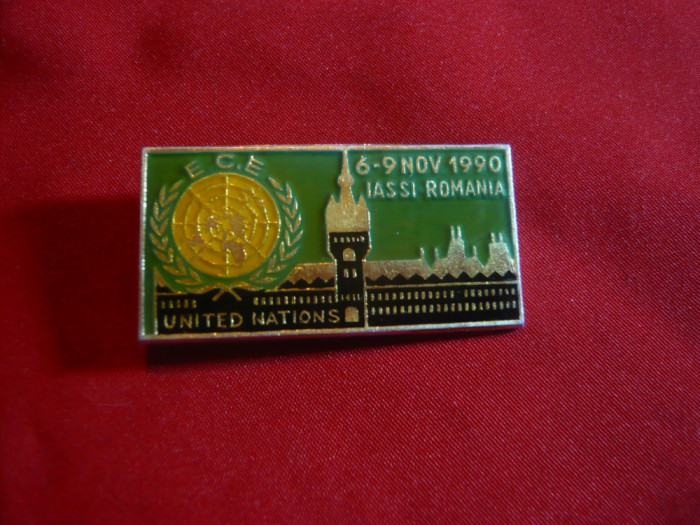 E C.E
6-9 NOV 1990
IASSI ROMANIA
UNITED NATIONS